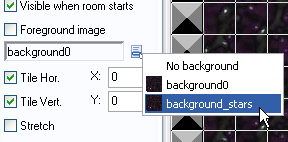 Visible when room starts
Foreground image
background0
No background
Tile Hor. X: 0
background0
Tile Vert. Y: 0
background_stars
Stretch